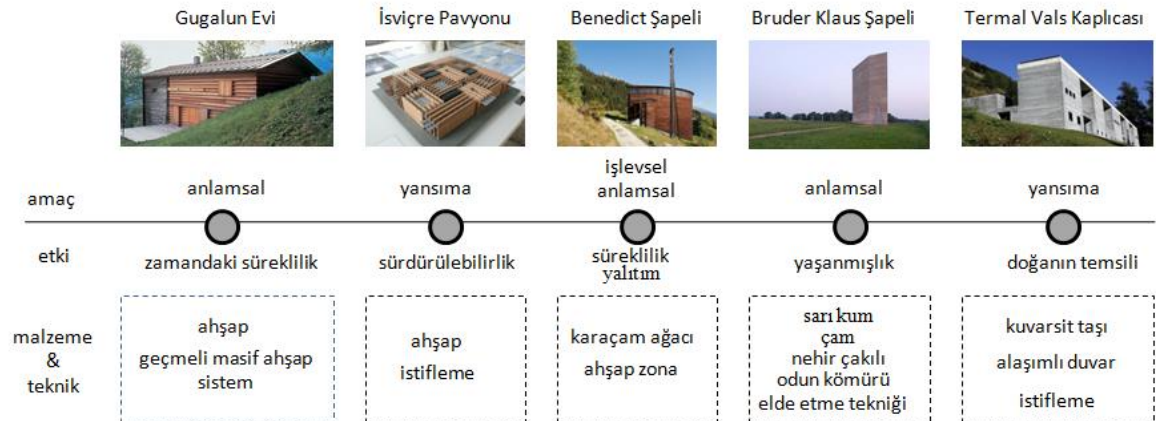 Gugalun Evi
İsviçre Pavyonu
Benedict Şapeli
Bruder Klaus Şapeli
Termal Vals Kaplıcası
amaç
anlamsal
yansıma
işlevsel
anlamsal
anlamsal
yansıma
etki
zamandaki süreklilik
sürdürülebilirlik
süreklilik
yalıtım
yaşanmışlık
doğanın temsili
malzeme
&
teknik
ahşap
geçmeli masif ahşap
sistem
ahşap
istifleme
karaçam ağacı
ahşap zona
sarı kum
çam
nehir çakılı
odun kömürü
elde etme tekniği
kuvarsit taşı
alaşımlı duvar
istifleme